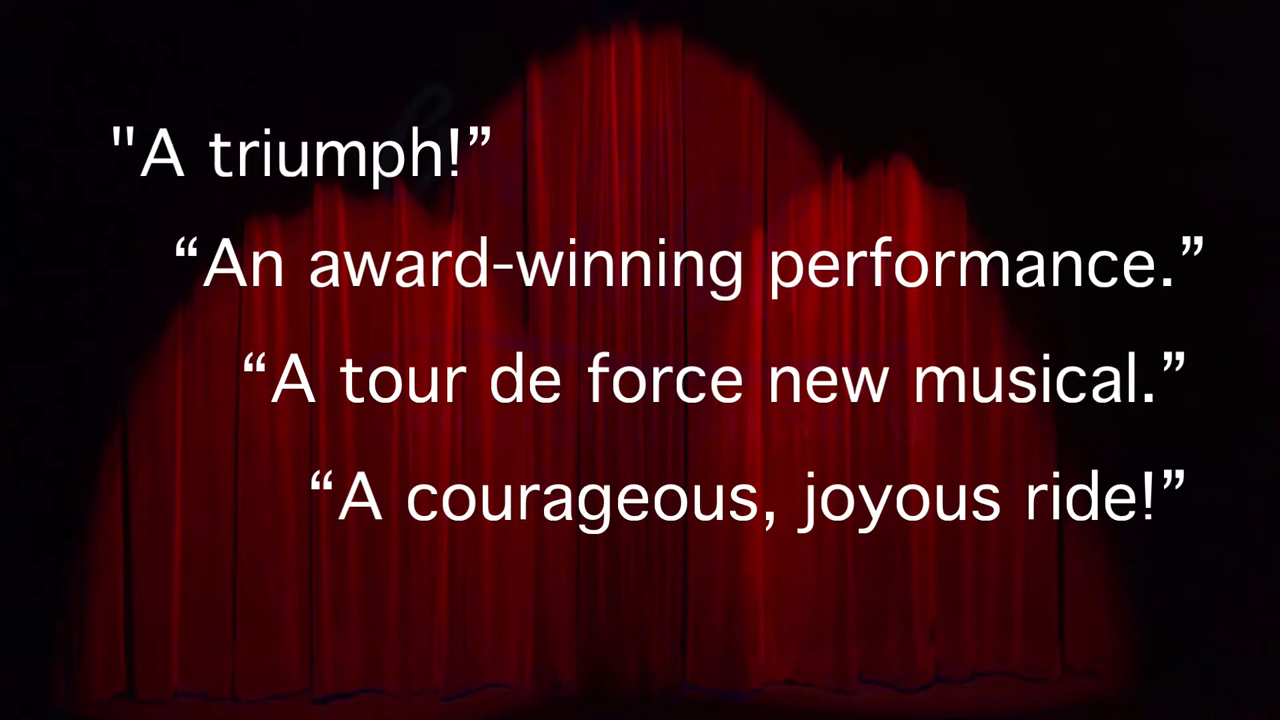 "A triumph!”
“An award-winning performance.”
“A tour de force new musical.”
“A courageous, joyous ride!”